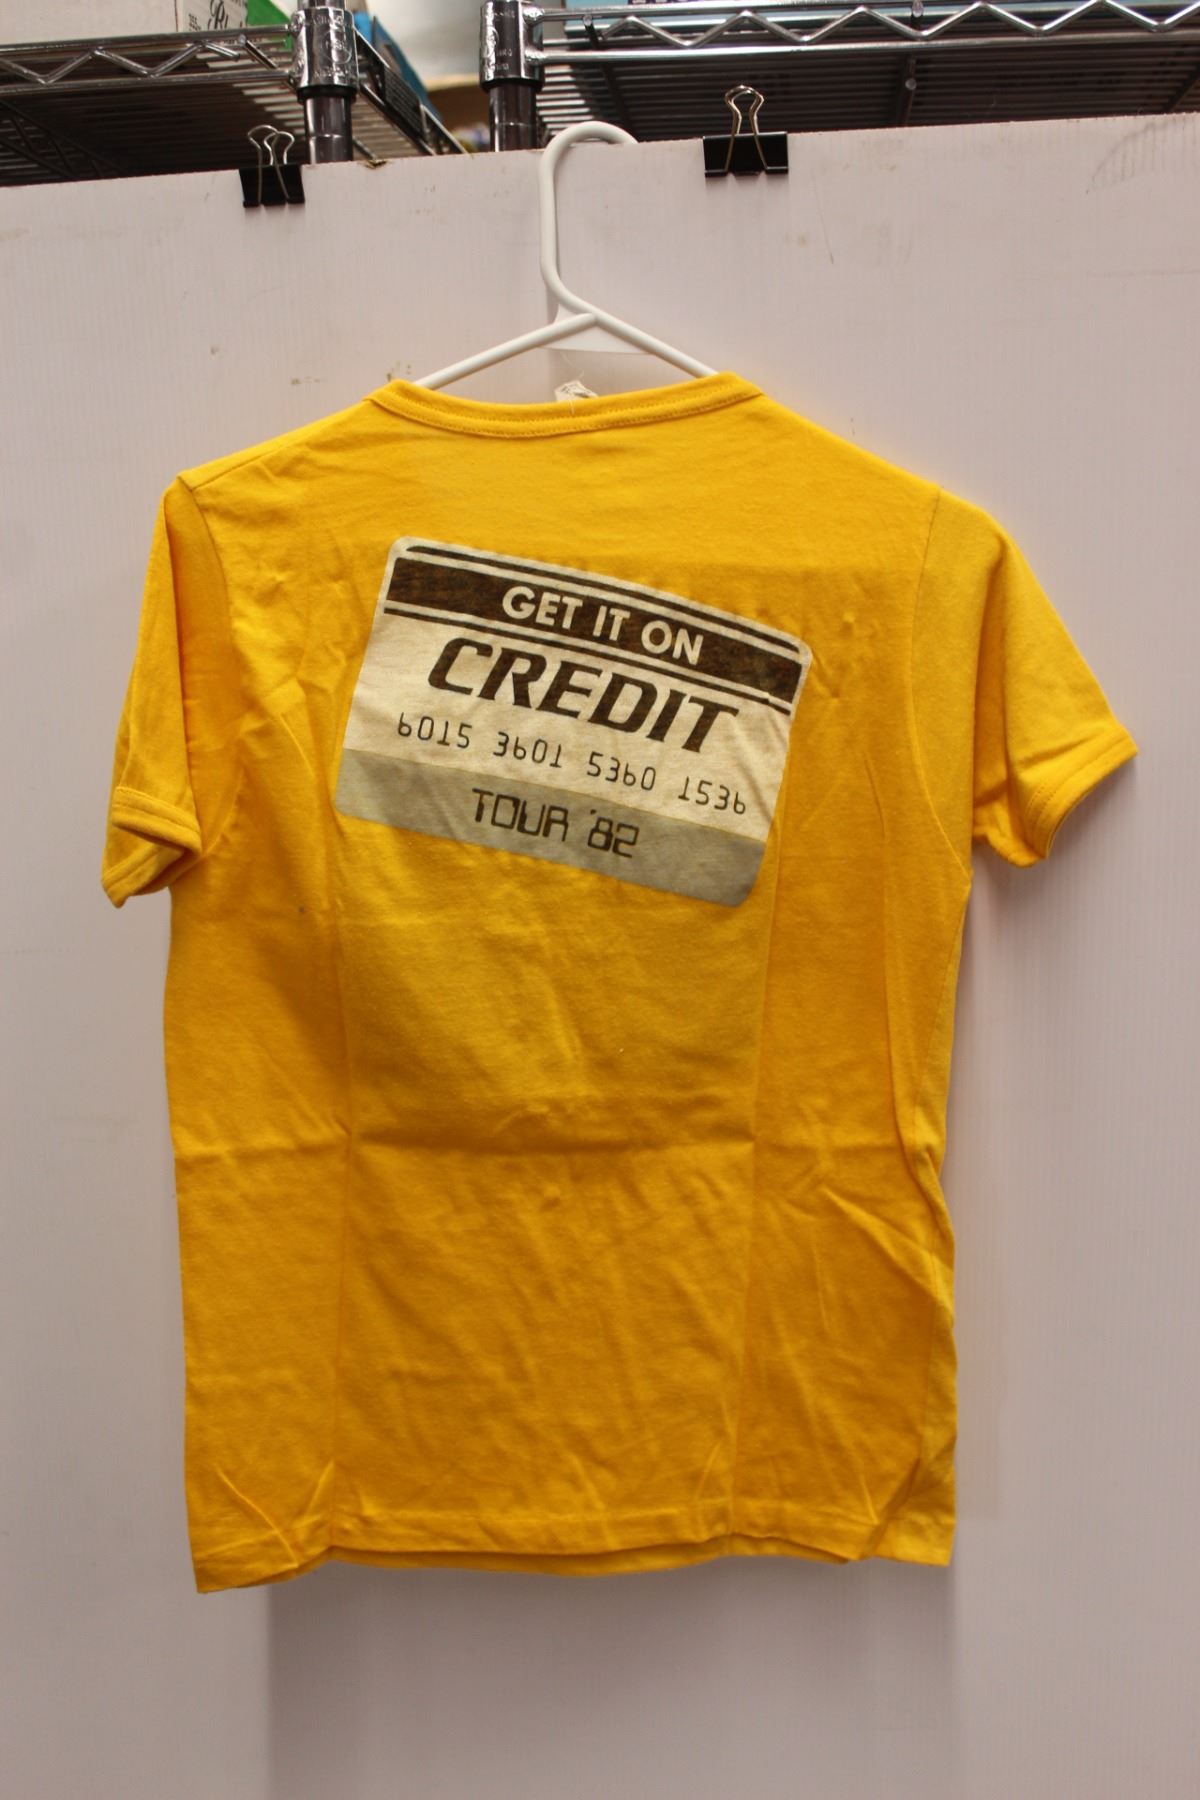 GET IT ON
CREDIT
6015 3601 5360 1536
TOUR '82